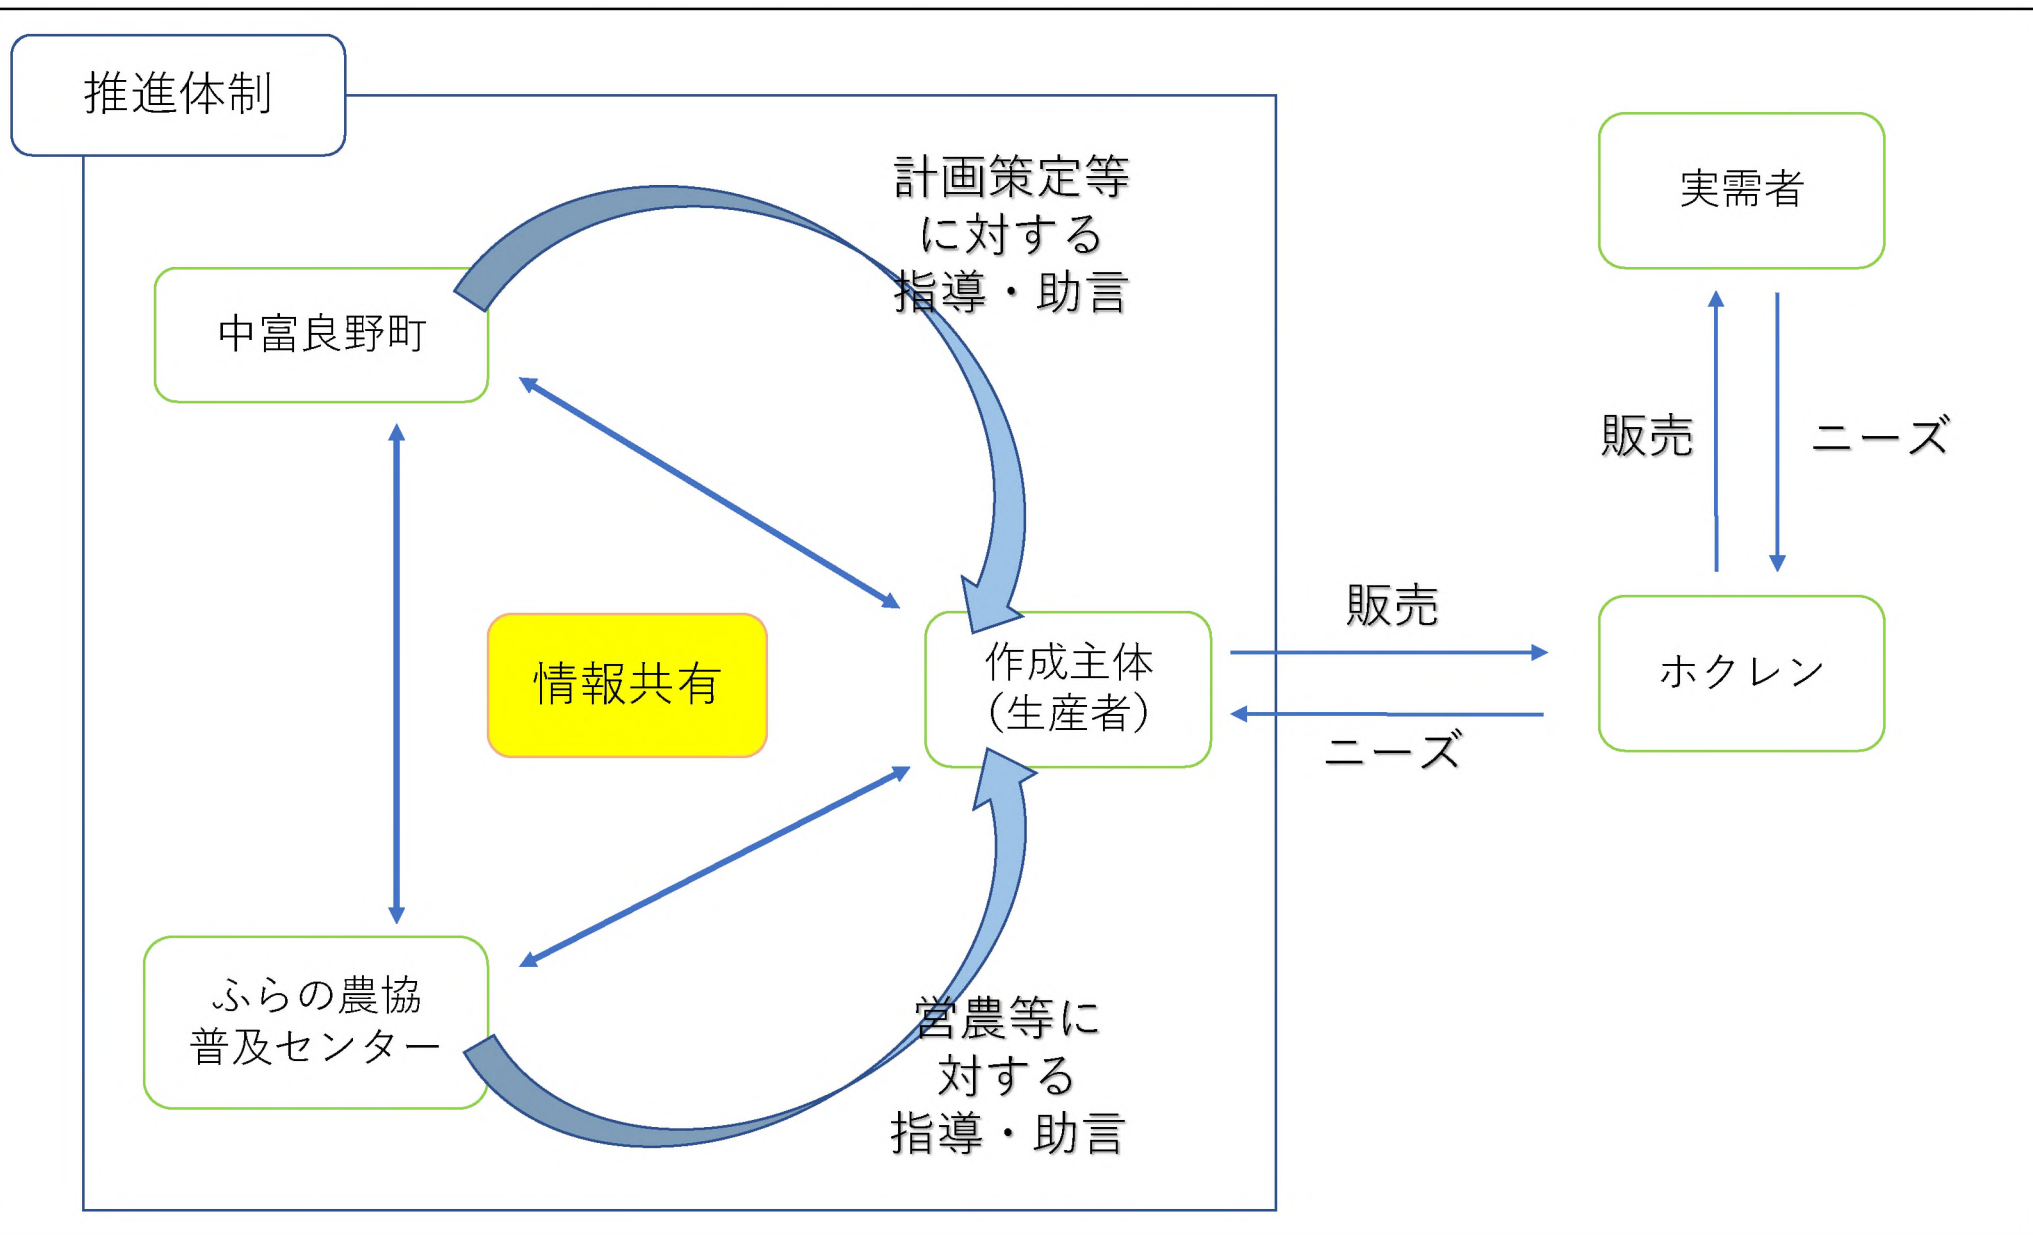 推進体制
計画策定等
に対する
指導・助言
中富良野町
情報共有
作成主体
（生産者）
ふらの農協
普及センター
営農等に
対する
指導・助言
販売
ニーズ
実需者
販売
ニーズ
ホクレン